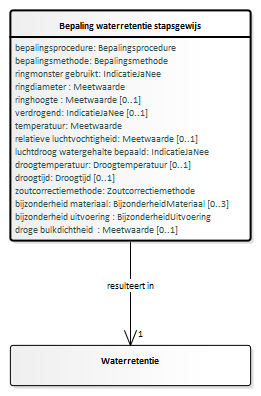 Bepaling waterretentie stapsgewijs
bepalingsprocedure: Bepalingsprocedure
bepalingsmethode: Bepalingsmethode
ringmonster gebruikt: IndicatieJaNee
ringdiameter : Meetwaarde
ringhoogte : Meetwaarde [0..1]
verdrogend: IndicatieJaNee [0..1]
temperatuur: Meetwaarde
relatieve luchtvochtigheid: Meetwaarde [0..1]
luchtdroog watergehalte bepaald: IndicatieJaNee
droogtemperatuur: Droogtemperatuur [0..1]
droogtijd: Droogtijd [0..1]
zoutcorrectiemethode: Zoutcorrectiemethode
bijzonderheid materiaal: BijzonderheidMateriaal [0..3]
bijzonderheid uitvoering : BijzonderheidUitvoering
droge bulkdichtheid : Meetwaarde [0..1]
resulteert in
1
Waterretentie